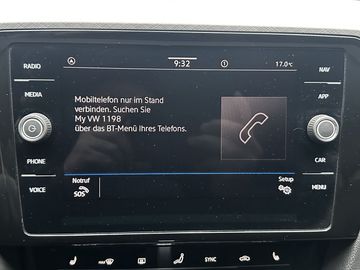 RADIO
9:32
17.0°C
NAV
MEDIA
APP
Mobiltelefon nur im Stand
verbinden. Suchen Sie
My VW 1198
über das BT-Menü Ihres Telefons.
PHONE
CAR
VOICE
Notruf
SOS
Setup
MENU
SYNC